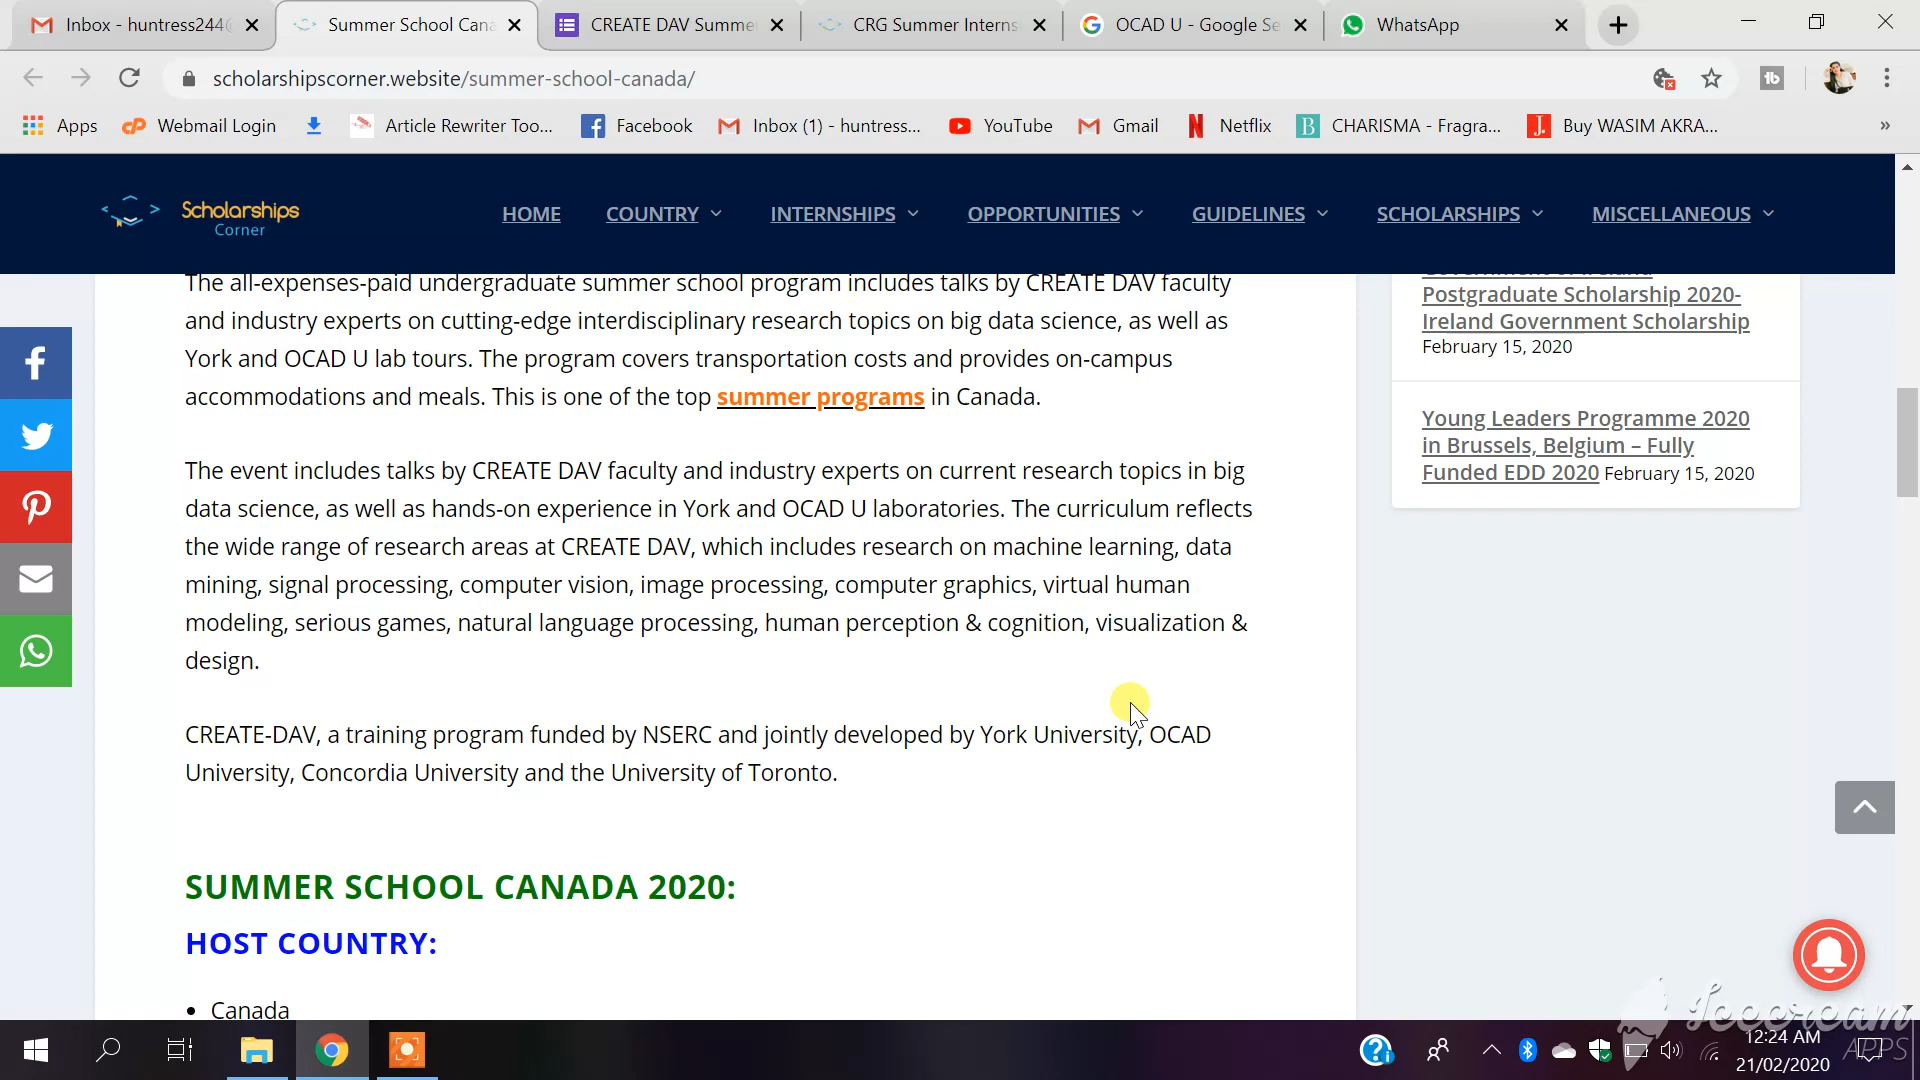 Inbox - huntress244
Summer School Cana
CREATE DAV Summe
CRG Summer Interns
OCAD U - Google Se
WhatsApp
scholarshipscorner.website/summer-school-canada/
Apps
Webmail Login
Article Rewriter Too...
Facebook
Inbox (1) - huntress...
YouTube
Gmail
Netflix
CHARISMA - Fragra...
Buy WASIM AKRA...
»
Scholarships
Corner
HOME
COUNTRY
INTERNSHIPS
OPPORTUNITIES
GUIDELINES
SCHOLARSHIPS
MISCELLANEOUS
The all-expenses-paid undergraduate summer school program includes talks by CREATE DAV faculty
and industry experts on cutting-edge interdisciplinary research topics on big data science, as well as
York and OCAD U lab tours. The program covers transportation costs and provides on-campus
accommodations and meals. This is one of the top summer programs in Canada.
The event includes talks by CREATE DAV faculty and industry experts on current research topics in big
data science, as well as hands-on experience in York and OCAD U laboratories. The curriculum reflects
the wide range of research areas at CREATE DAV, which includes research on machine learning, data
mining, signal processing, computer vision, image processing, computer graphics, virtual human
modeling, serious games, natural language processing, human perception & cognition, visualization &
design.
CREATE-DAV, a training program funded by NSERC and jointly developed by York University, OCAD
University, Concordia University and the University of Toronto.
SUMMER SCHOOL CANADA 2020:
HOST COUNTRY:
• Canada
Government of Ireland
Postgraduate Scholarship 2020-
Ireland Government Scholarship
February 15, 2020
Young Leaders Programme 2020
in Brussels, Belgium – Fully
Funded EDD 2020 February 15, 2020
Icecream
APPS
12:24 AM
21/02/2020